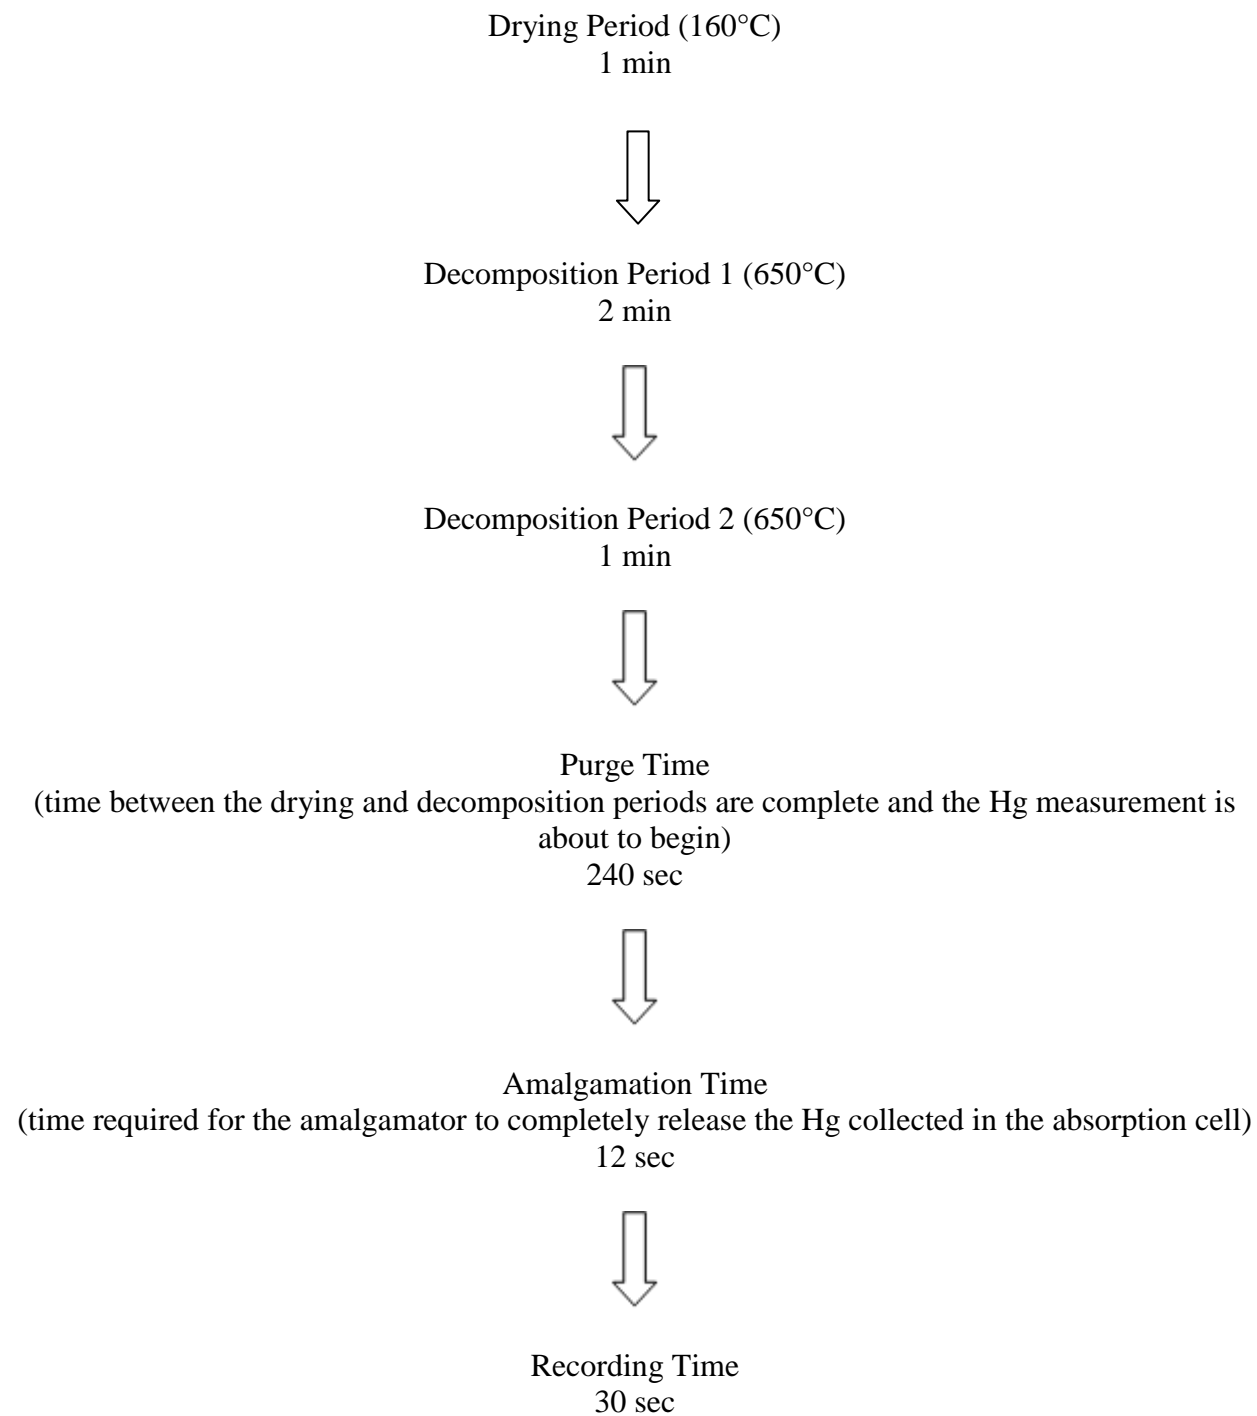 Drying Period (160°C)
1 min
Decomposition Period 1 (650°C)
2 min
Decomposition Period 2 (650°C)
1 min
Purge Time
(time between the drying and decomposition periods are complete and the Hg measurement is
about to begin)
240 sec
Amalgamation Time
(time required for the amalgamator to completely release the Hg collected in the absorption cell)
12 sec
Recording Time
30 sec